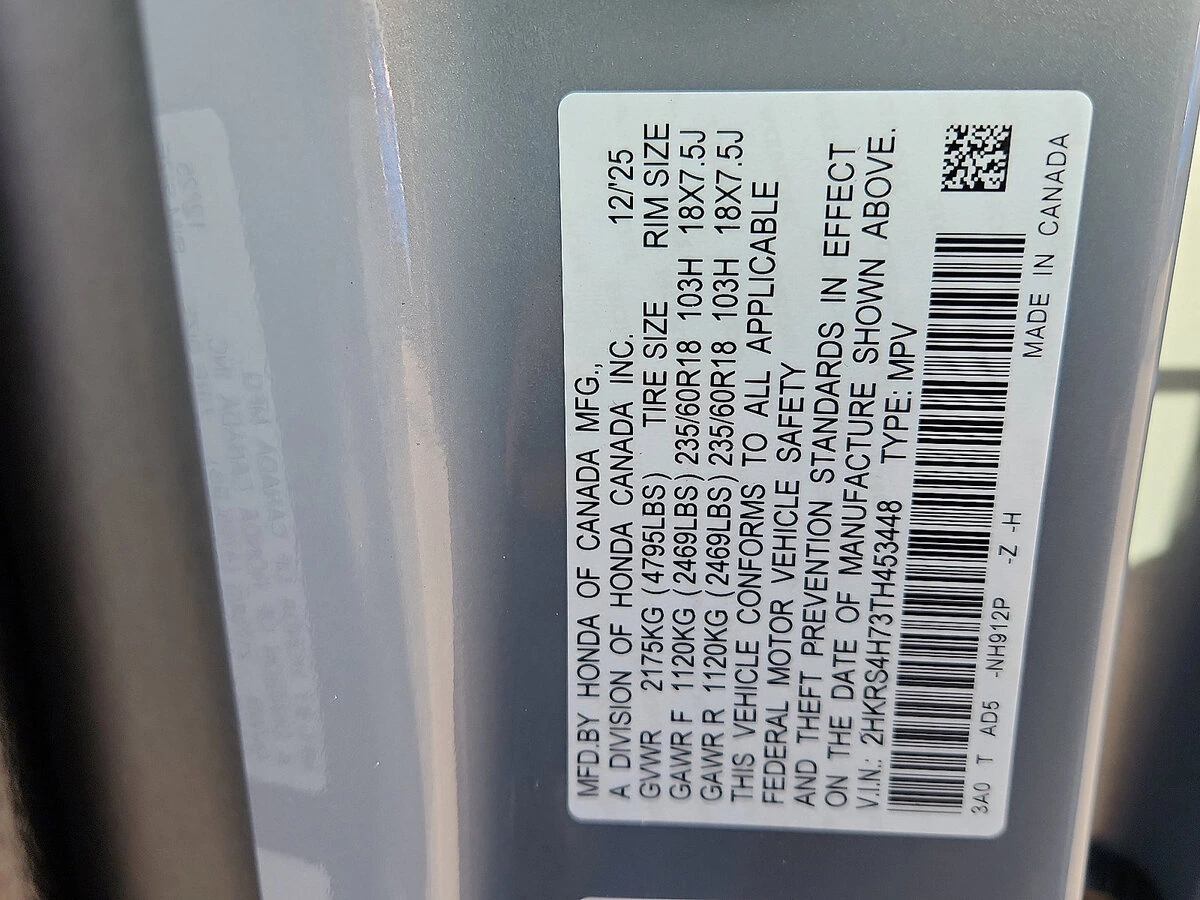 MFD.BY HONDA OF CANADA MFG.,
A DIVISION OF HONDA CANADA INC. 12/'25
GVWR 2175KG (4795LBS) TIRE SIZE RIM SIZE
GAWR F 1120KG (2469LBS) 235/60R18 103H 18X7.5J
GAWR R 1120KG (2469LBS) 235/60R18 103H 18X7.5J
THIS VEHICLE CONFORMS TO ALL APPLICABLE
FEDERAL MOTOR VEHICLE SAFETY
AND THEFT PREVENTION STANDARDS IN EFFECT
ON THE DATE OF MANUFACTURE SHOWN ABOVE.
V.I.N.: 2HKRS4H73TH453448 TYPE: MPV
3A0 T AD5 -NH912P -Z -H
MADE IN CANADA